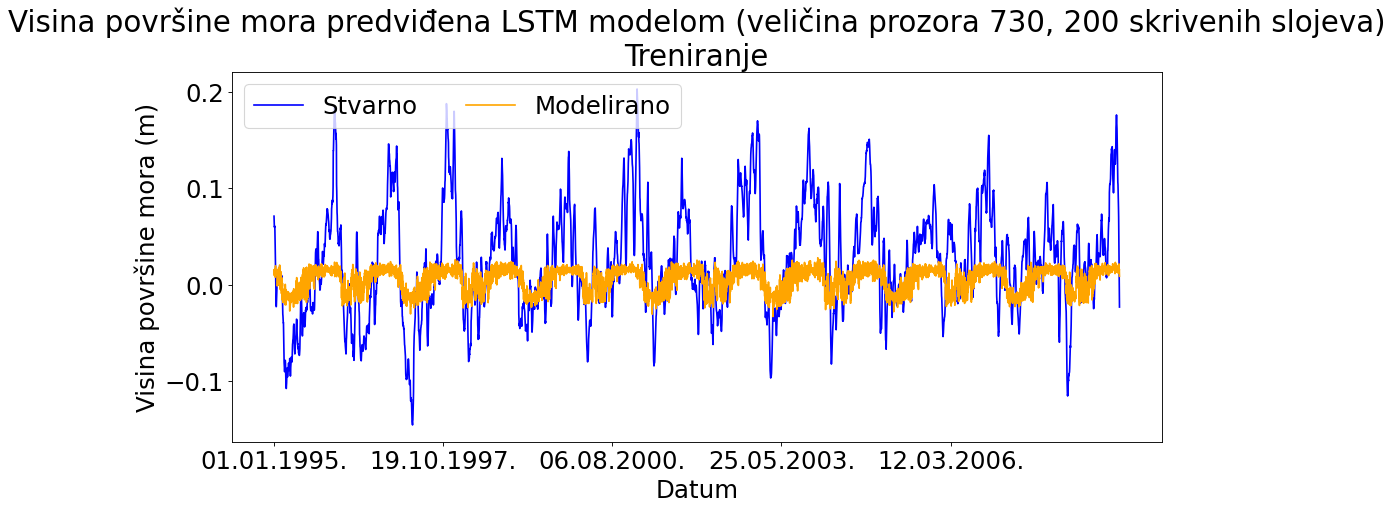 Visina površine mora predviđena LSTM modelom (veličina prozora 730, 200 skrivenih slojeva)
Treniranje
Stvarno
Modelirano
Visina površine mora (m)
0.2
0.1
0.0
−0.1
01.01.1995.
19.10.1997.
06.08.2000.
25.05.2003.
12.03.2006.
Datum